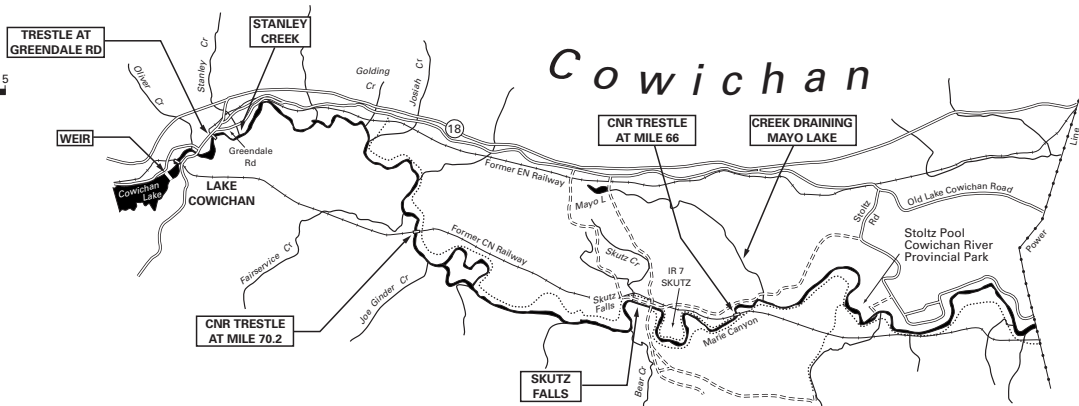 TRESTLE AT
GREENDALE RD
STANLEY
CREEK
5
Oliver Cr
Stanley Cr
Golding
Cr
Josiah Cr
Cowichan
18
WEIR
Greendale
Rd
CNR TRESTLE
AT MILE 66
CREEK DRAINING
MAYO LAKE
Line
Cowichan
Lake
LAKE
COWICHAN
Former EN Railway
Mayo L
Old Lake Cowichan Road
Stoltz
Rd
Stoltz Pool
Cowichan River
Provincial Park
Power
Fairservice Cr
Former CN Railway
Skutz Cr
IR 7
SKUTZ
Joe Ginder Cr
Skutz
Falls
Marie Canyon
CNR TRESTLE
AT MILE 70.2
SKUTZ
FALLS
Bear Cr